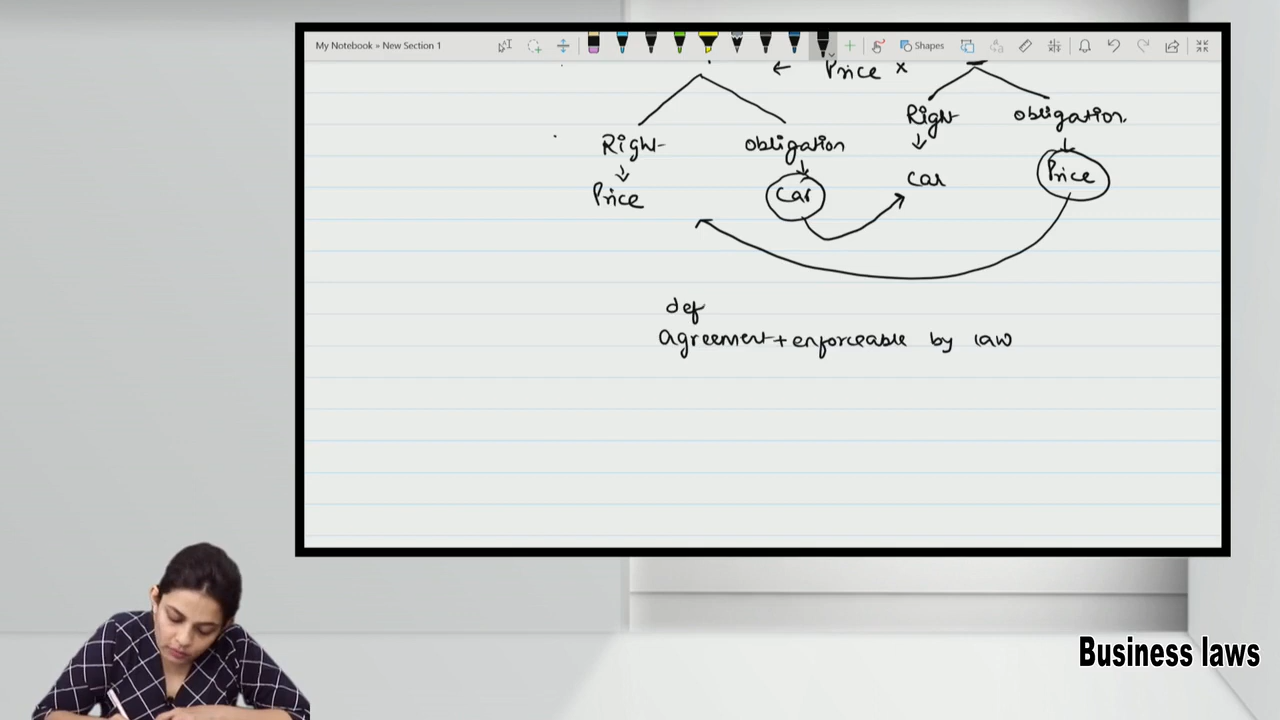 My Notebook » New Section 1
Shapes
← Price x
Right obligation
Right obligation.
Price Car
Car Price
def
Agreement + enforceable by law
Business laws